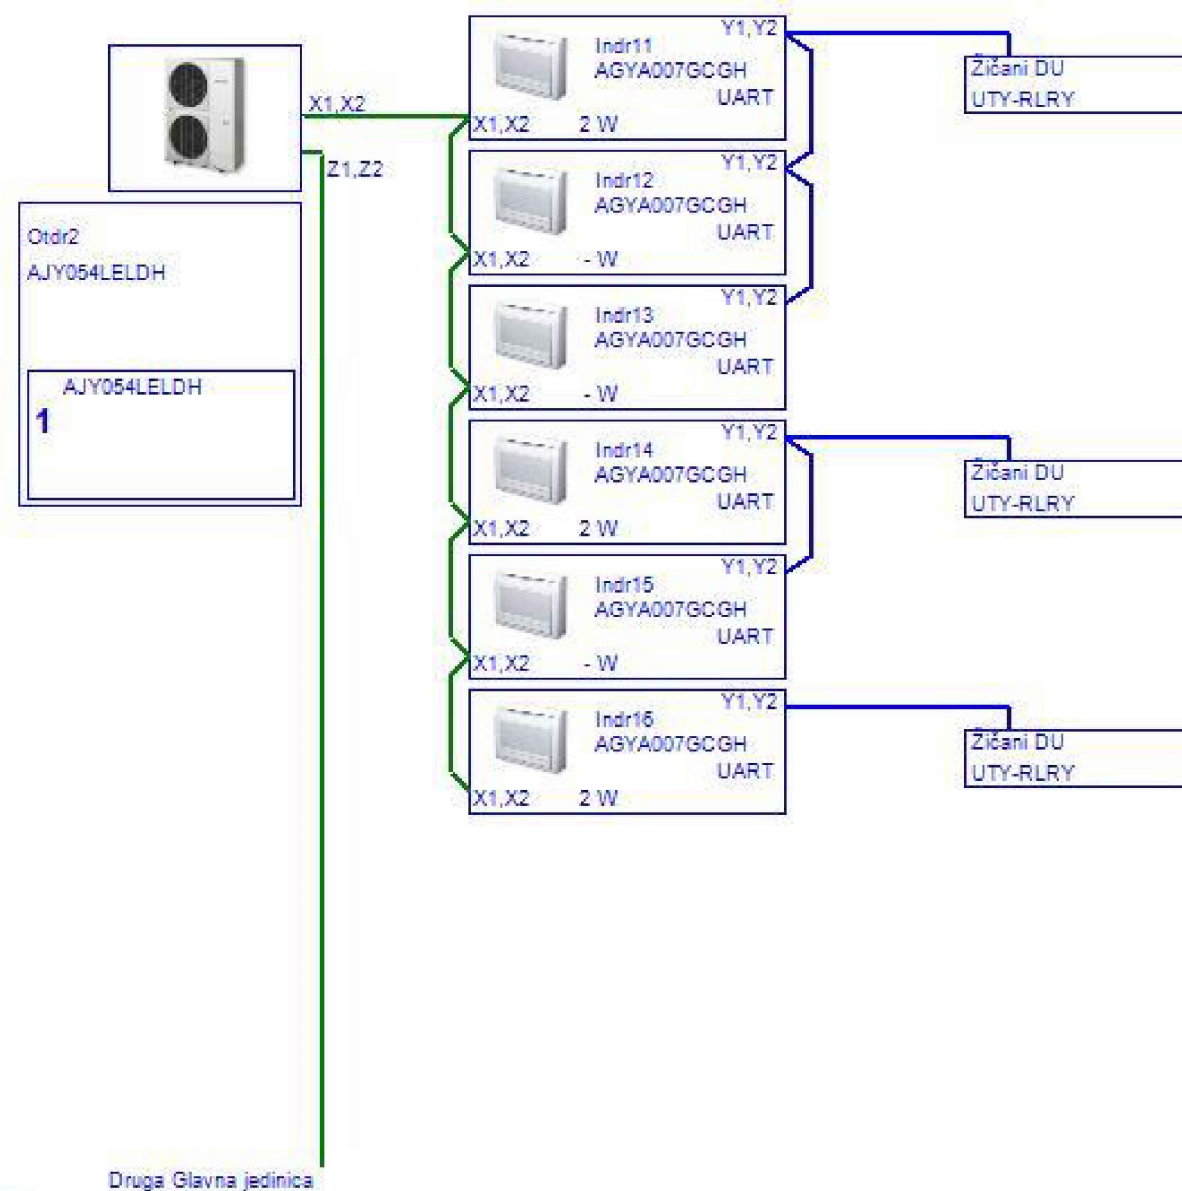 X1,X2
Z1,Z2
Otdr2
AJY054LELDH
AJY054LELDH
1
Y1,Y2
Indr11
AGYA007GCGH
UART
X1,X2 2 W
Y1,Y2
Indr12
AGYA007GCGH
UART
X1,X2 - W
Y1,Y2
Indr13
AGYA007GCGH
UART
X1,X2 - W
Y1,Y2
Indr14
AGYA007GCGH
UART
X1,X2 2 W
Y1,Y2
Indr15
AGYA007GCGH
UART
X1,X2 - W
Y1,Y2
Indr16
AGYA007GCGH
UART
X1,X2 2 W
Žičani DU
UTY-RLRY
Žičani DU
UTY-RLRY
Žičani DU
UTY-RLRY
Druga Glavna jedinica